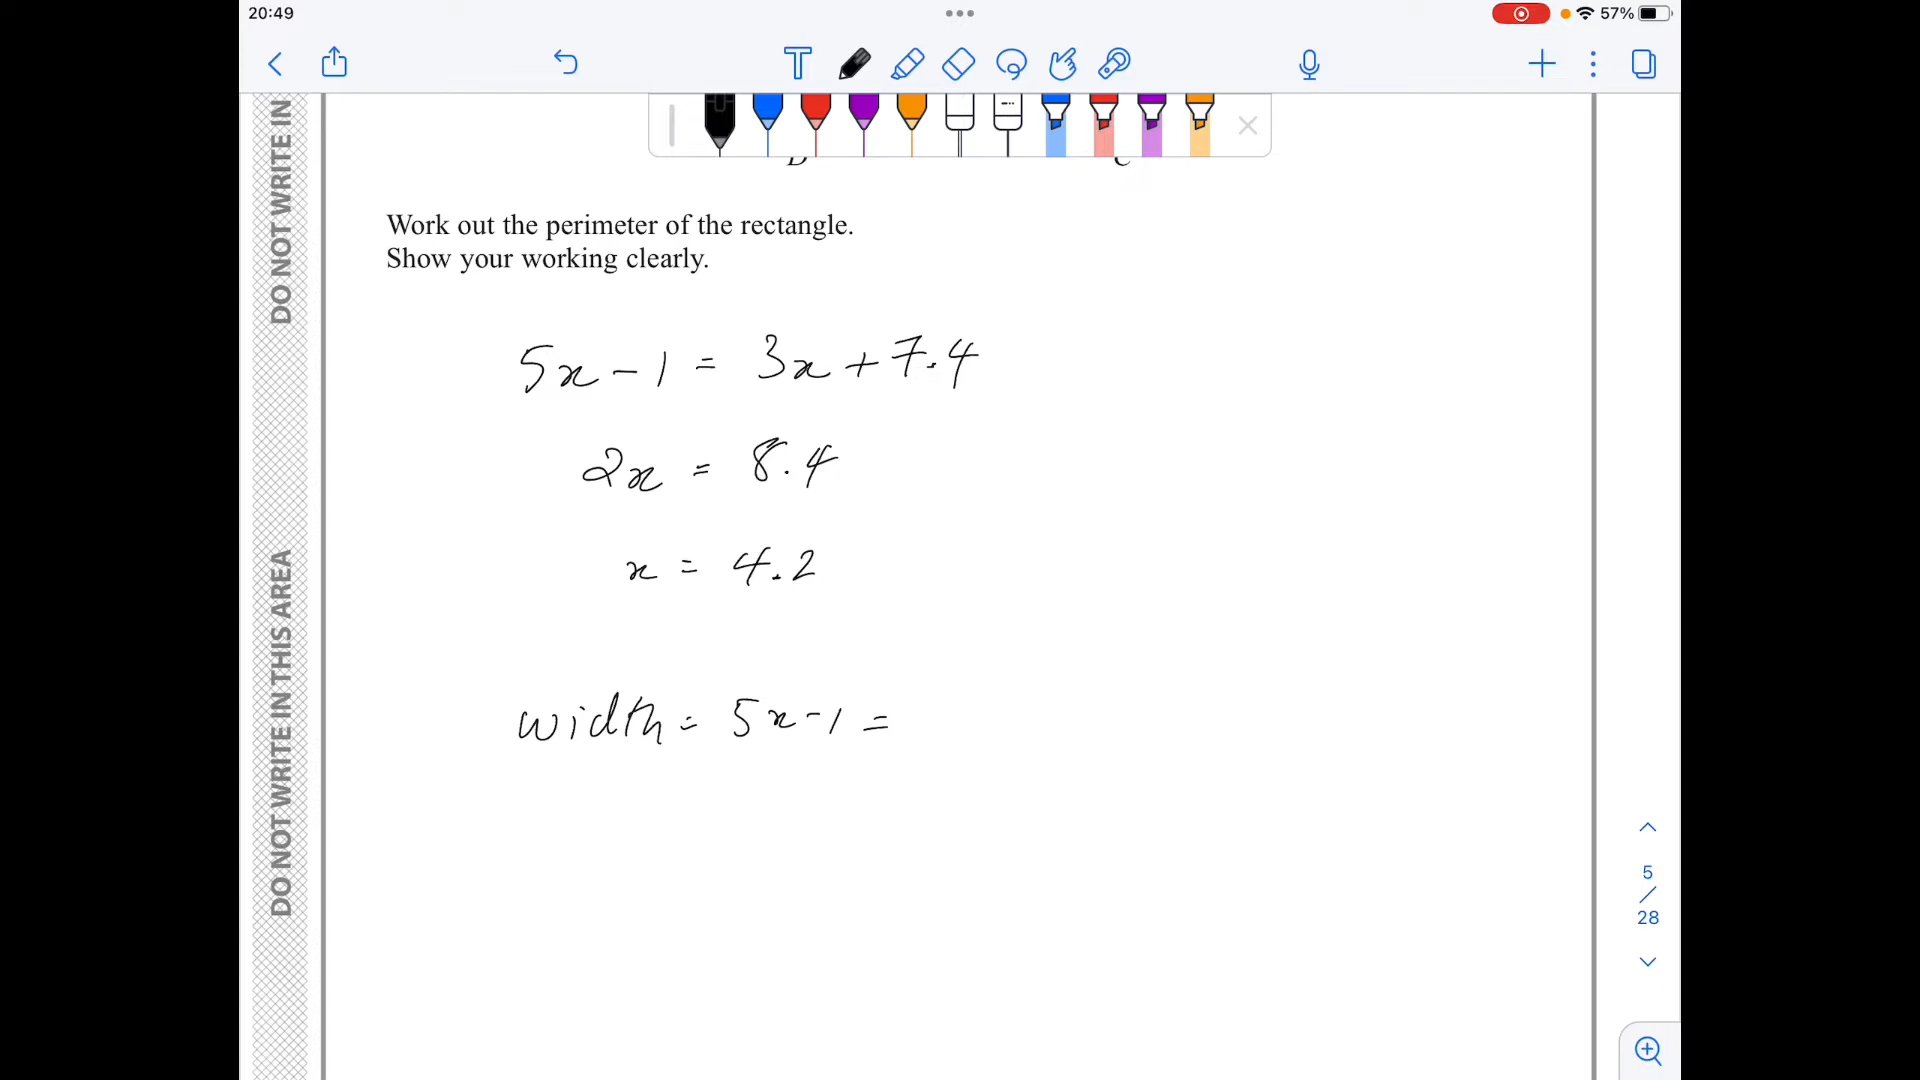 20:49
57%
T
D C
Work out the perimeter of the rectangle.
Show your working clearly.
5x - 1 = 3x + 7.4
2x = 8.4
x = 4.2
width = 5x - 1 =
DO NOT WRITE IN
DO NOT WRITE IN THIS AREA
5
/
28